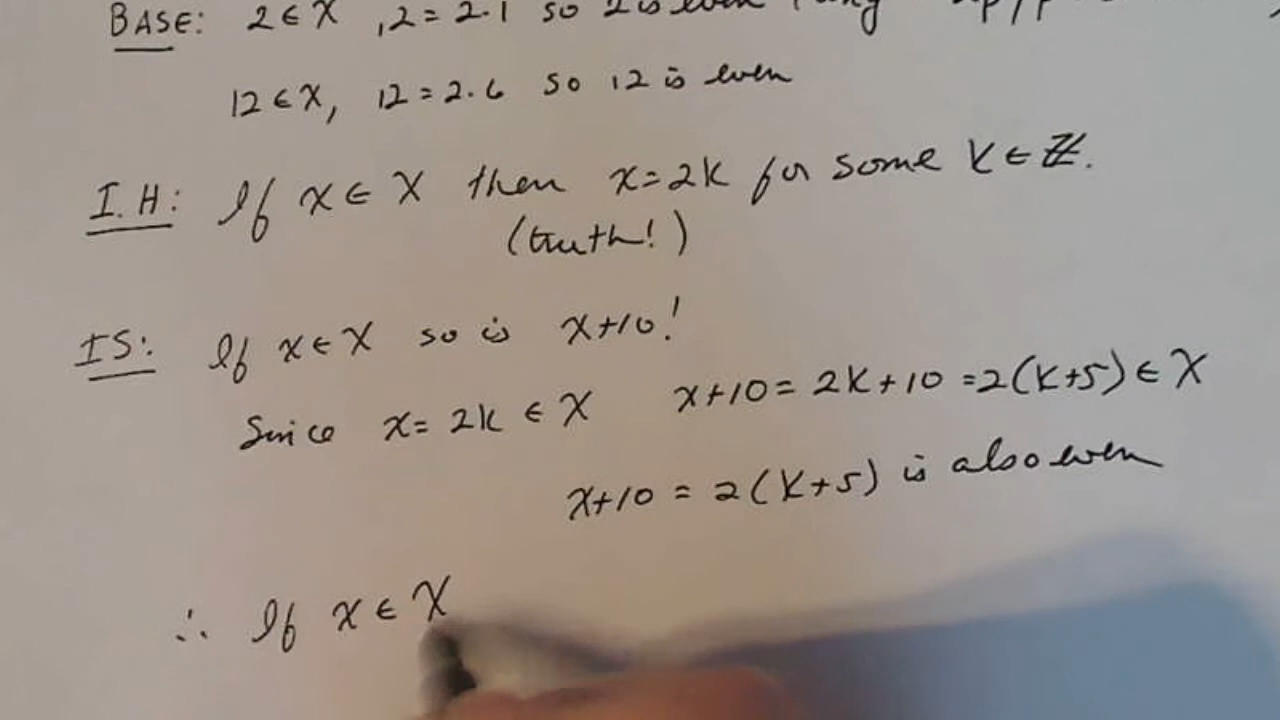 BASE: 2 ∈ X , 2 = 2·1 so 2 is even
12 ∈ X, 12 = 2·6 so 12 is even
I.H: If x ∈ X then x = 2k for some k ∈ ℤ.
(truth!)
IS: If x ∈ X so is x+10!
Since x = 2k ∈ X x+10 = 2k+10 = 2(k+5) ∈ X
x+10 = 2(k+5) is also even
∴ If x ∈ X